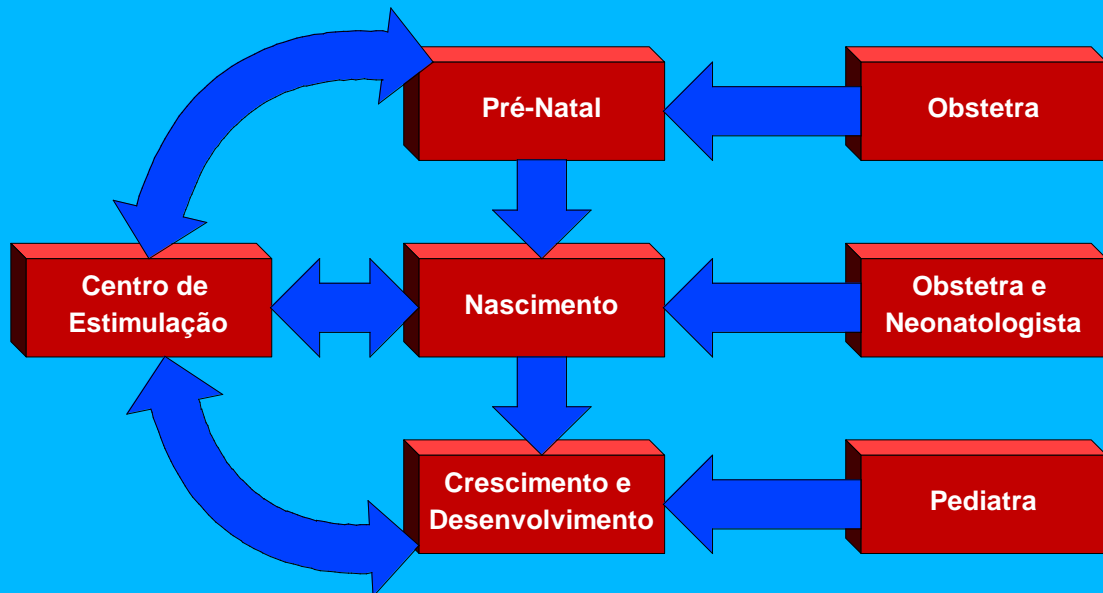 Pré-Natal
Obstetra
Centro de
Estimulação
Nascimento
Obstetra e
Neonatologista
Crescimento e
Desenvolvimento
Pediatra